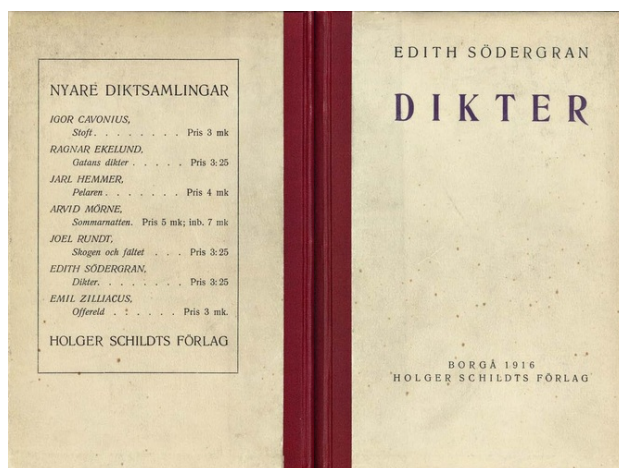 NYARE DIKTSAMLINGAR
IGOR CAVONIUS,
Stoft. . . . . . . . Pris 3 mk
RAGNAR EKELUND,
Gatans dikter . . . . . Pris 3:25
JARL HEMMER,
Pelaren . . . . . . . Pris 4 mk
ARVID MÖRNE,
Sommarnatten. Pris 5 mk; inb. 7 mk
JOEL RUNDT,
Skogen och fältet . . . Pris 3:25
EDITH SÖDERGRAN,
Dikter. . . . . . . . Pris 3:25
EMIL ZILLIACUS,
Offereld . . . . . . Pris 3 mk.
HOLGER SCHILDTS FÖRLAG
EDITH SÖDERGRAN
DIKTER
BORGÅ 1916
HOLGER SCHILDTS FÖRLAG